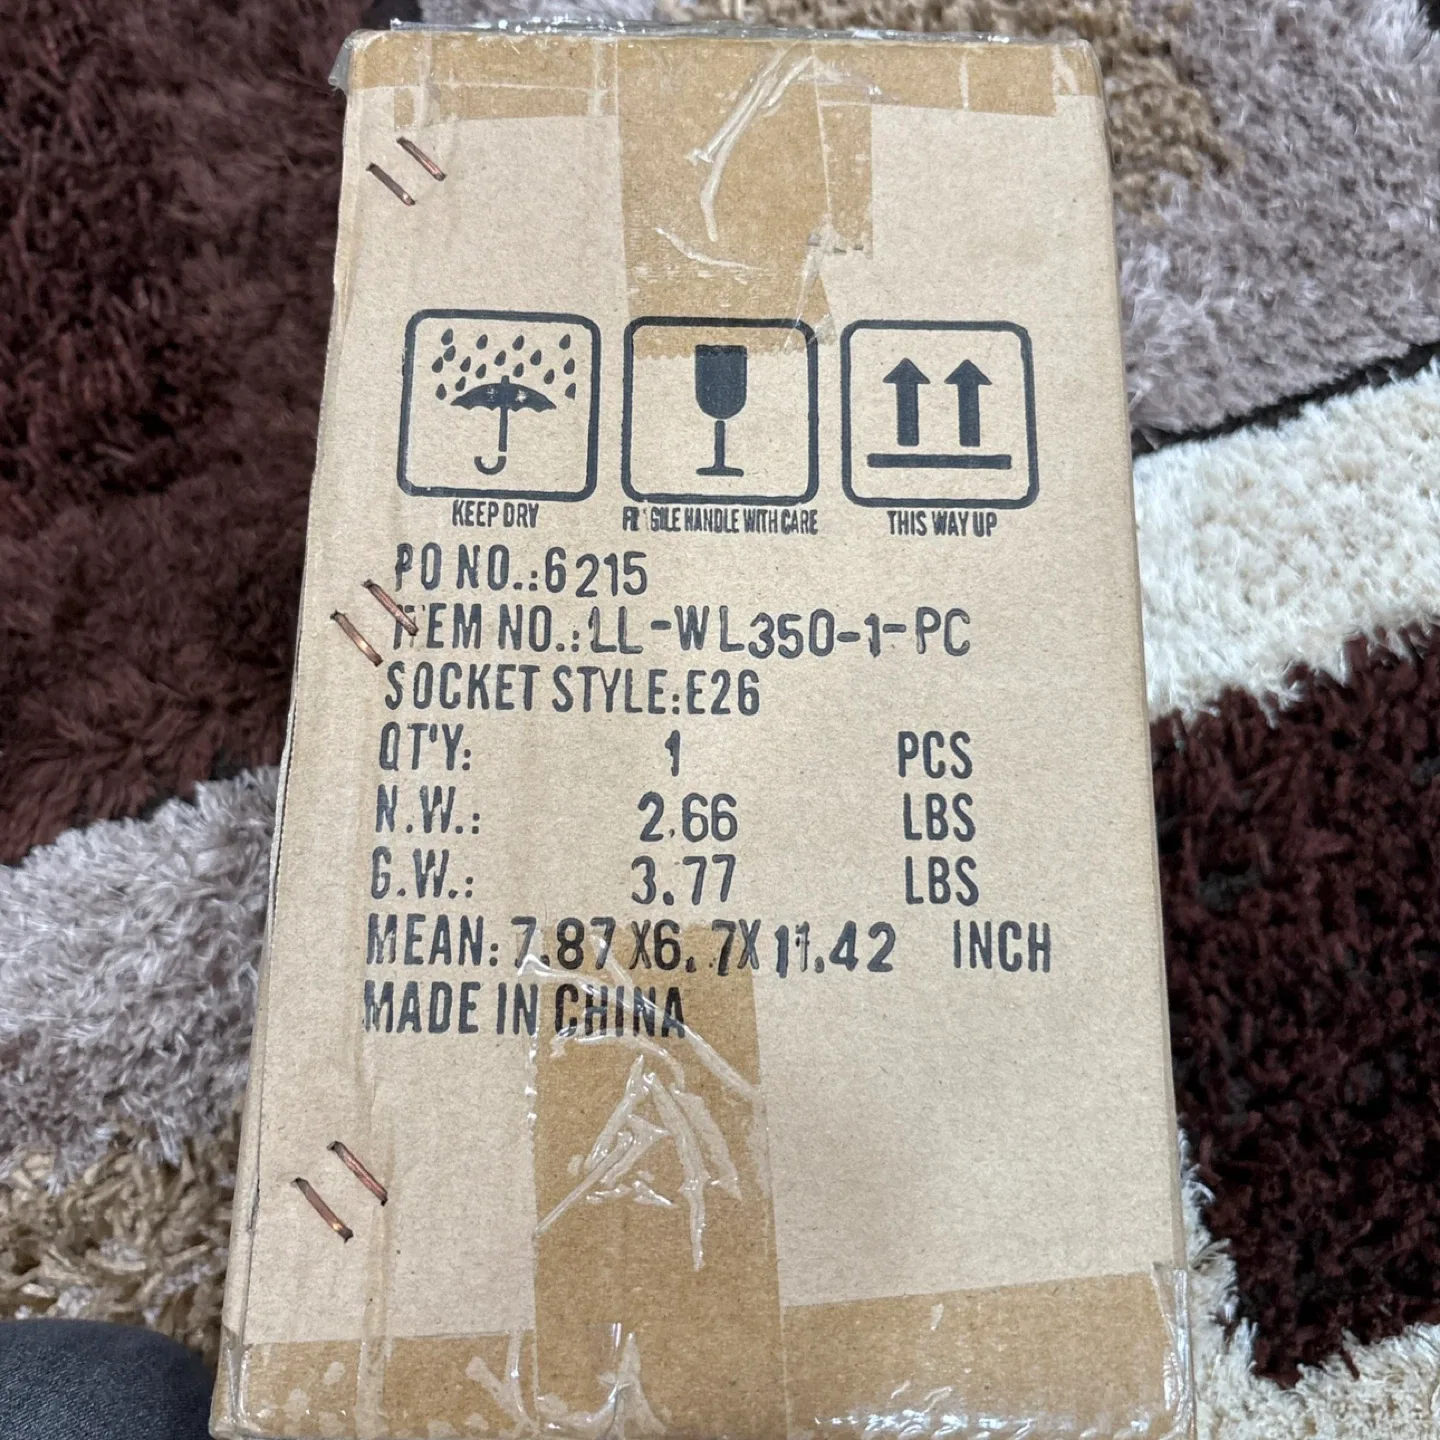 KEEP DRY
FRAGILE HANDLE WITH CARE
THIS WAY UP
PO NO.:6215
ITEM NO.:LL-WL350-1-PC
SOCKET STYLE:E26
QT'Y: 1 PCS
N.W.: 2.66 LBS
G.W.: 3.77 LBS
MEAN: 7.87X6.7X11.42 INCH
MADE IN CHINA